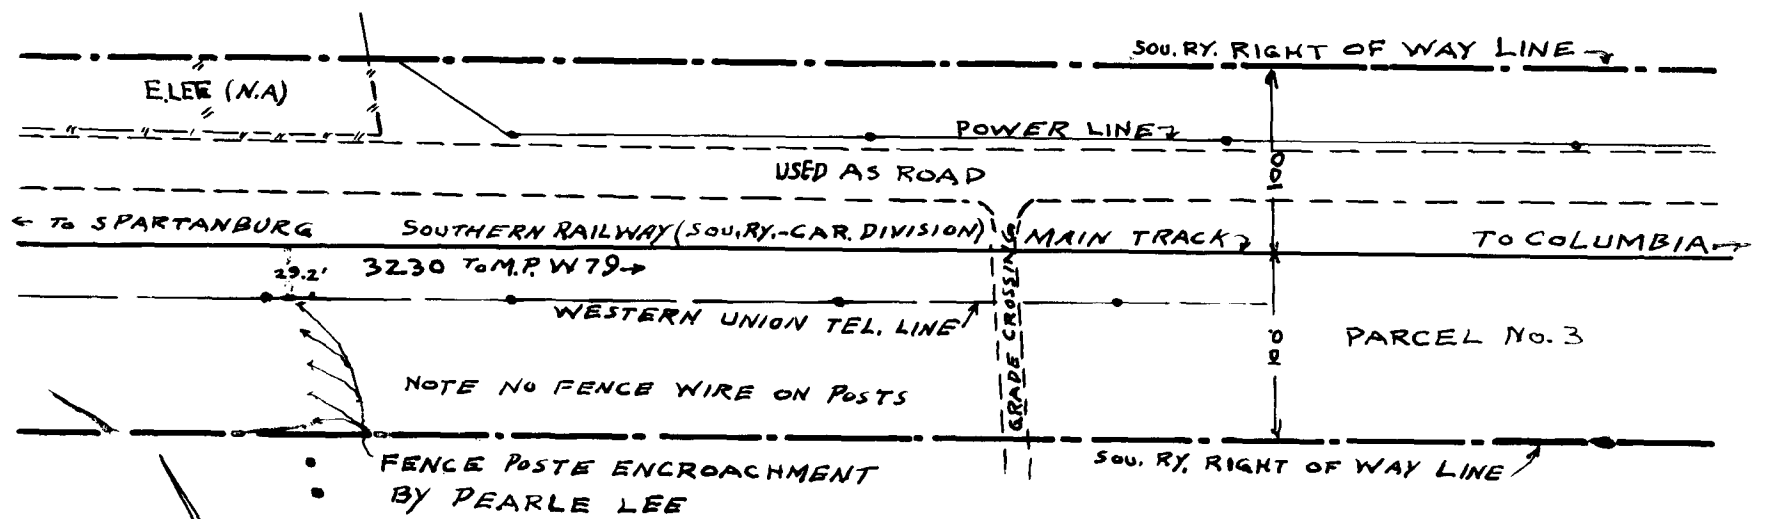 SOU. RY. RIGHT OF WAY LINE
E.LEE (N.A)
POWER LINE
USED AS ROAD
100
← TO SPARTANBURG
SOUTHERN RAILWAY (SOU.RY.-CAR. DIVISION)
MAIN TRACK
TO COLUMBIA→
29.2'
3230 TO M.P. W79→
WESTERN UNION TEL. LINE
GRADE CROSSING
100
PARCEL No. 3
NOTE NO FENCE WIRE ON POSTS
FENCE POSTE ENCROACHMENT
BY PEARLE LEE
SOU. RY. RIGHT OF WAY LINE